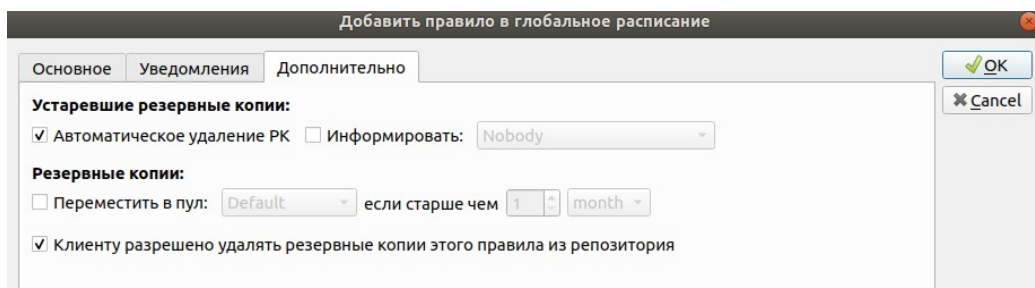 Добавить правило в глобальное расписание
Основное Уведомления Дополнительно
OK
Cancel
Устаревшие резервные копии:
Автоматическое удаление РК Информировать: Nobody
Резервные копии:
Переместить в пул: Default если старше чем 1 month
Клиенту разрешено удалять резервные копии этого правила из репозитория